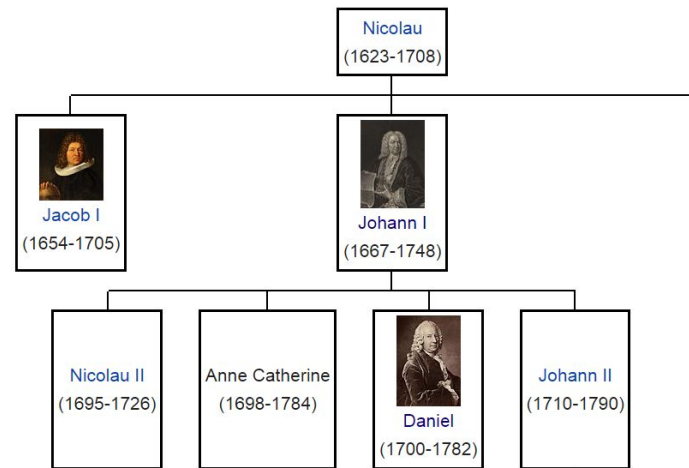 Nicolau
(1623-1708)
Jacob I
(1654-1705)
Johann I
(1667-1748)
Nicolau II
(1695-1726)
Anne Catherine
(1698-1784)
Daniel
(1700-1782)
Johann II
(1710-1790)